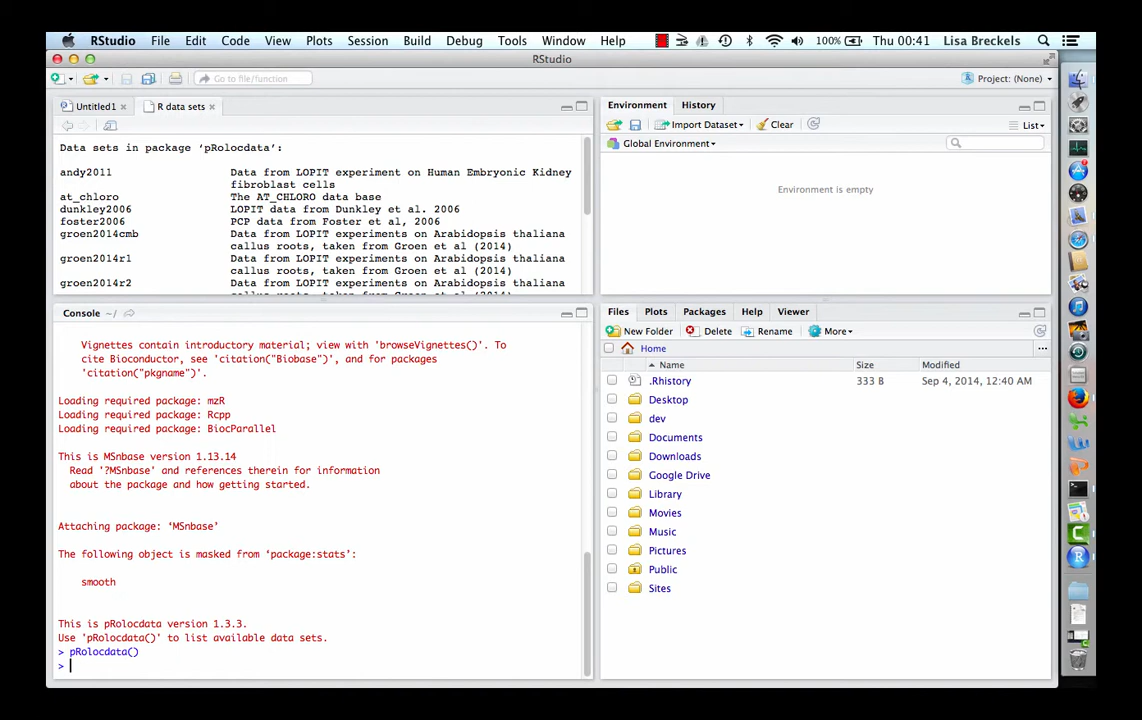 RStudio File Edit Code View Plots Session Build Debug Tools Window Help 100% Thu 00:41 Lisa Breckels
RStudio
Go to file/function Project: (None)
Untitled1 R data sets
Data sets in package ‘pRolocdata’:
andy2011 Data from LOPIT experiment on Human Embryonic Kidney
fibroblast cells
at_chloro The AT_CHLORO data base
dunkley2006 LOPIT data from Dunkley et al. 2006
foster2006 PCP data from Foster et al, 2006
groen2014cmb Data from LOPIT experiments on Arabidopsis thaliana
callus roots, taken from Groen et al (2014)
groen2014r1 Data from LOPIT experiments on Arabidopsis thaliana
callus roots, taken from Groen et al (2014)
groen2014r2 Data from LOPIT experiments on Arabidopsis thaliana
Environment History
Import Dataset Clear List
Global Environment
Environment is empty
Console ~/
Vignettes contain introductory material; view with 'browseVignettes()'. To
cite Bioconductor, see 'citation("Biobase")', and for packages
'citation("pkgname")'.
Loading required package: mzR
Loading required package: Rcpp
Loading required package: BiocParallel
This is MSnbase version 1.13.14
Read '?MSnbase' and references therein for information
about the package and how getting started.
Attaching package: ‘MSnbase’
The following object is masked from ‘package:stats’:
smooth
This is pRolocdata version 1.3.3.
Use 'pRolocdata()' to list available data sets.
> pRolocdata()
>
Files Plots Packages Help Viewer
New Folder Delete Rename More
Home ...
Name Size Modified
.Rhistory 333 B Sep 4, 2014, 12:40 AM
Desktop
dev
Documents
Downloads
Google Drive
Library
Movies
Music
Pictures
Public
Sites